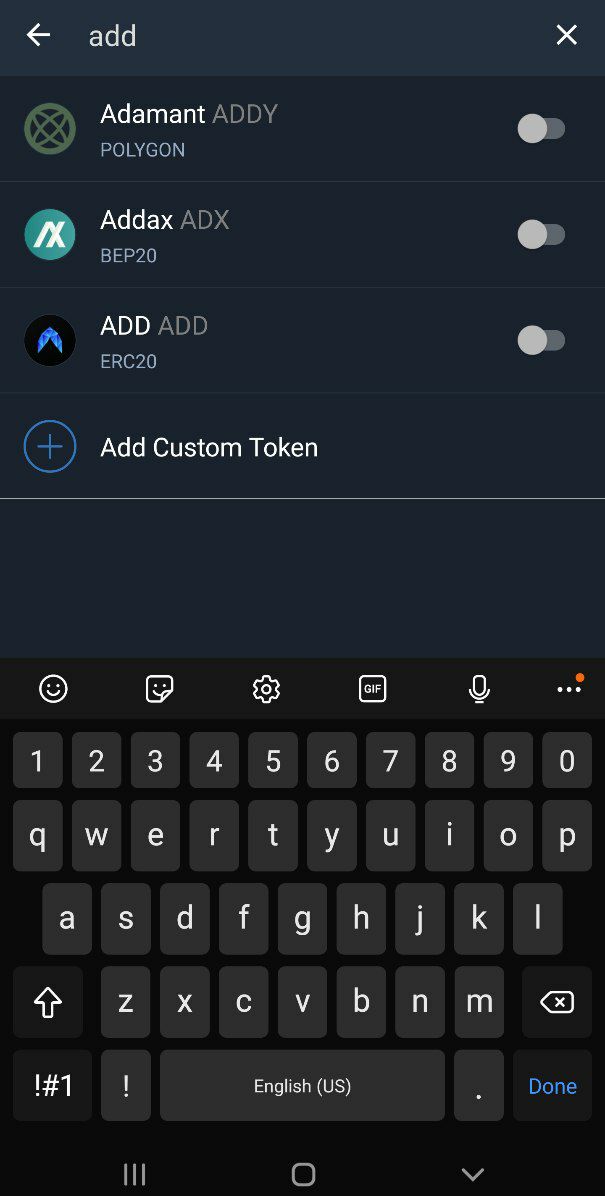 add
Adamant ADDY
POLYGON
Addax ADX
BEP20
ADD ADD
ERC20
Add Custom Token
GIF
1 2 3 4 5 6 7 8 9 0
q w e r t y u i o p
a s d f g h j k l
z x c v b n m
!#1 ! English (US) . Done